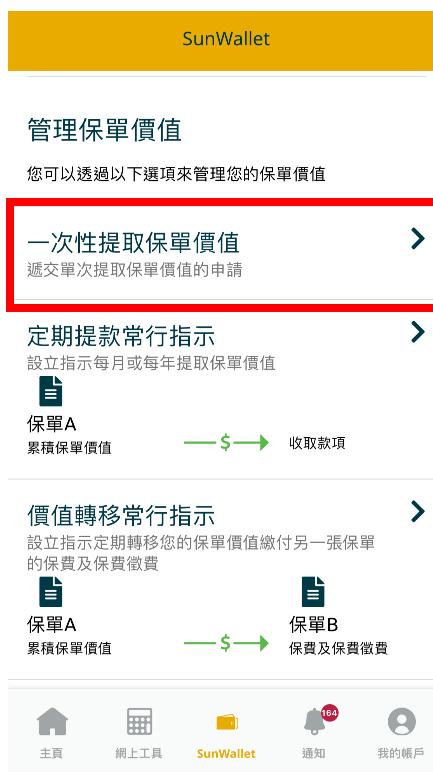 SunWallet
管理保單價值
您可以透過以下選項來管理您的保單價值
一次性提取保單價值
遞交單次提取保單價值的申請
定期提款常行指示
設立指示每月或每年提取保單價值
保單A
累積保單價值
$
收取款項
價值轉移常行指示
設立指示定期轉移您的保單價值繳付另一張保單
的保費及保費徵費
保單A
累積保單價值
$
保單B
保費及保費徵費
164
主頁
網上工具
SunWallet
通知
我的帳戶